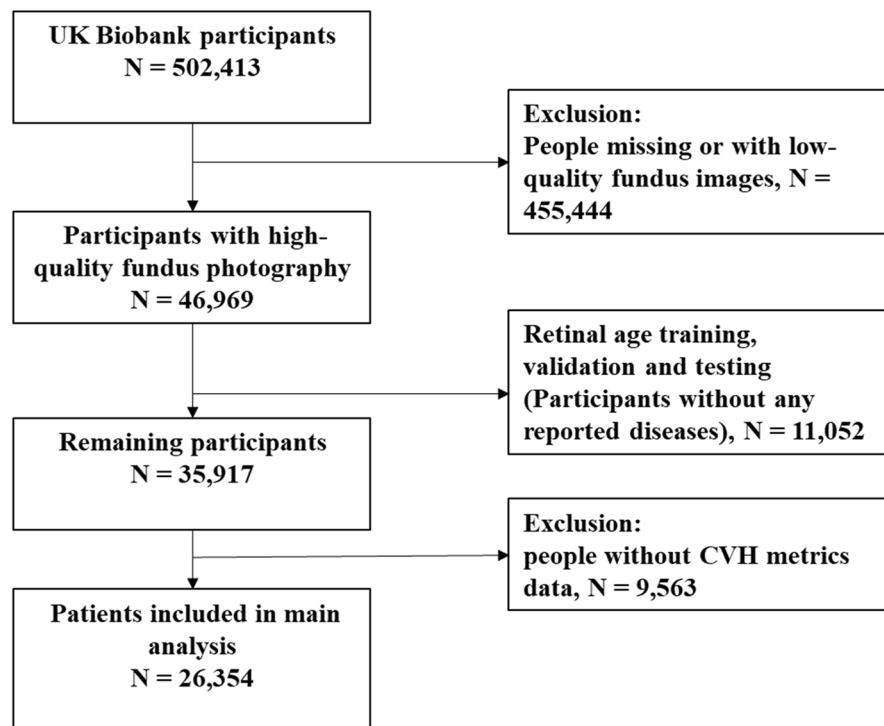 UK Biobank participants
N = 502,413
Exclusion:
People missing or with low-
quality fundus images, N =
455,444
Participants with high-
quality fundus photography
N = 46,969
Retinal age training,
validation and testing
(Participants without any
reported diseases), N = 11,052
Remaining participants
N = 35,917
Exclusion:
people without CVH metrics
data, N = 9,563
Patients included in main
analysis
N = 26,354